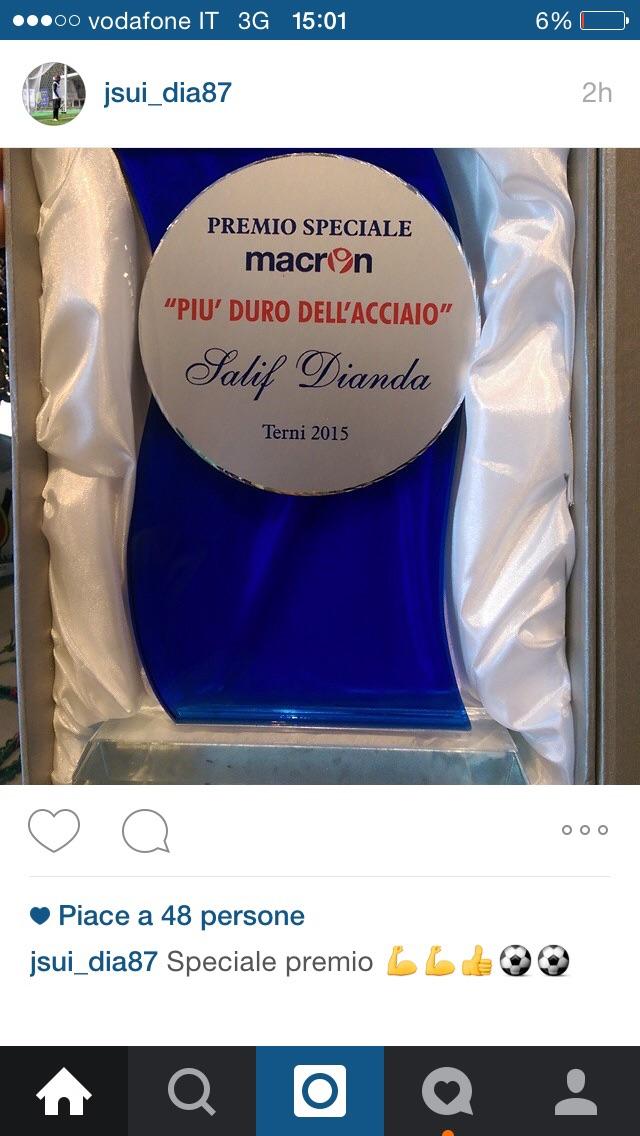 vodafone IT 3G 15:01 6%
jsui_dia87 2h
PREMIO SPECIALE
macron
“PIU’ DURO DELL’ACCIAIO”
Salif Dianda
Terni 2015
Piace a 48 persone
jsui_dia87 Speciale premio 💪💪👍⚽⚽